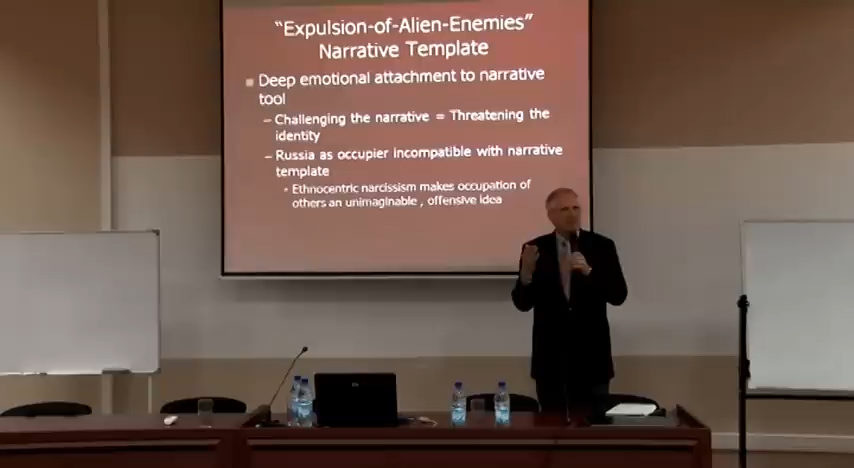 "Expulsion-of-Alien-Enemies"
Narrative Template
Deep emotional attachment to narrative
tool
– Challenging the narrative = Threatening the
identity
– Russia as occupier incompatible with narrative
template
• Ethnocentric narcissism makes occupation of
others an unimaginable , offensive idea